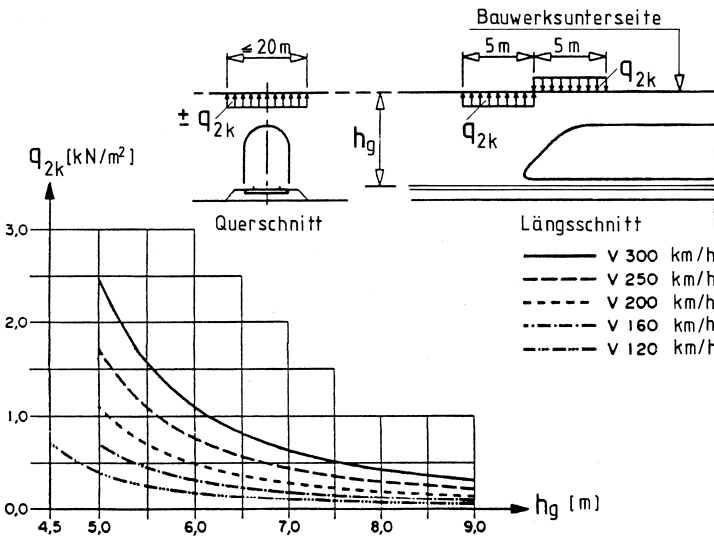 Bauwerksunterseite
≤ 20 m
5 m
5 m
q2k
± q2k
q2k
hg
q2k [kN/m²]
Querschnitt
Längsschnitt
3,0
2,0
1,0
0,0
V 300 km/h
V 250 km/h
V 200 km/h
V 160 km/h
V 120 km/h
4,5 5,0 6,0 7,0 8,0 9,0
hg [m]